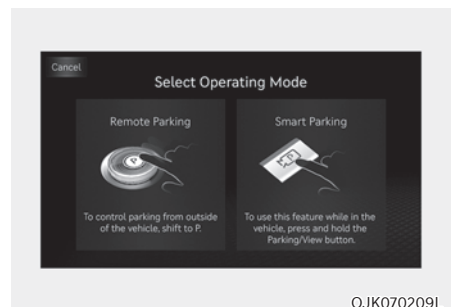 Cancel
Select Operating Mode
Remote Parking
P
To control parking from outside
of the vehicle, shift to P.
Smart Parking
P
To use this feature while in the
vehicle, press and hold the
Parking/View button.
OJK070209L